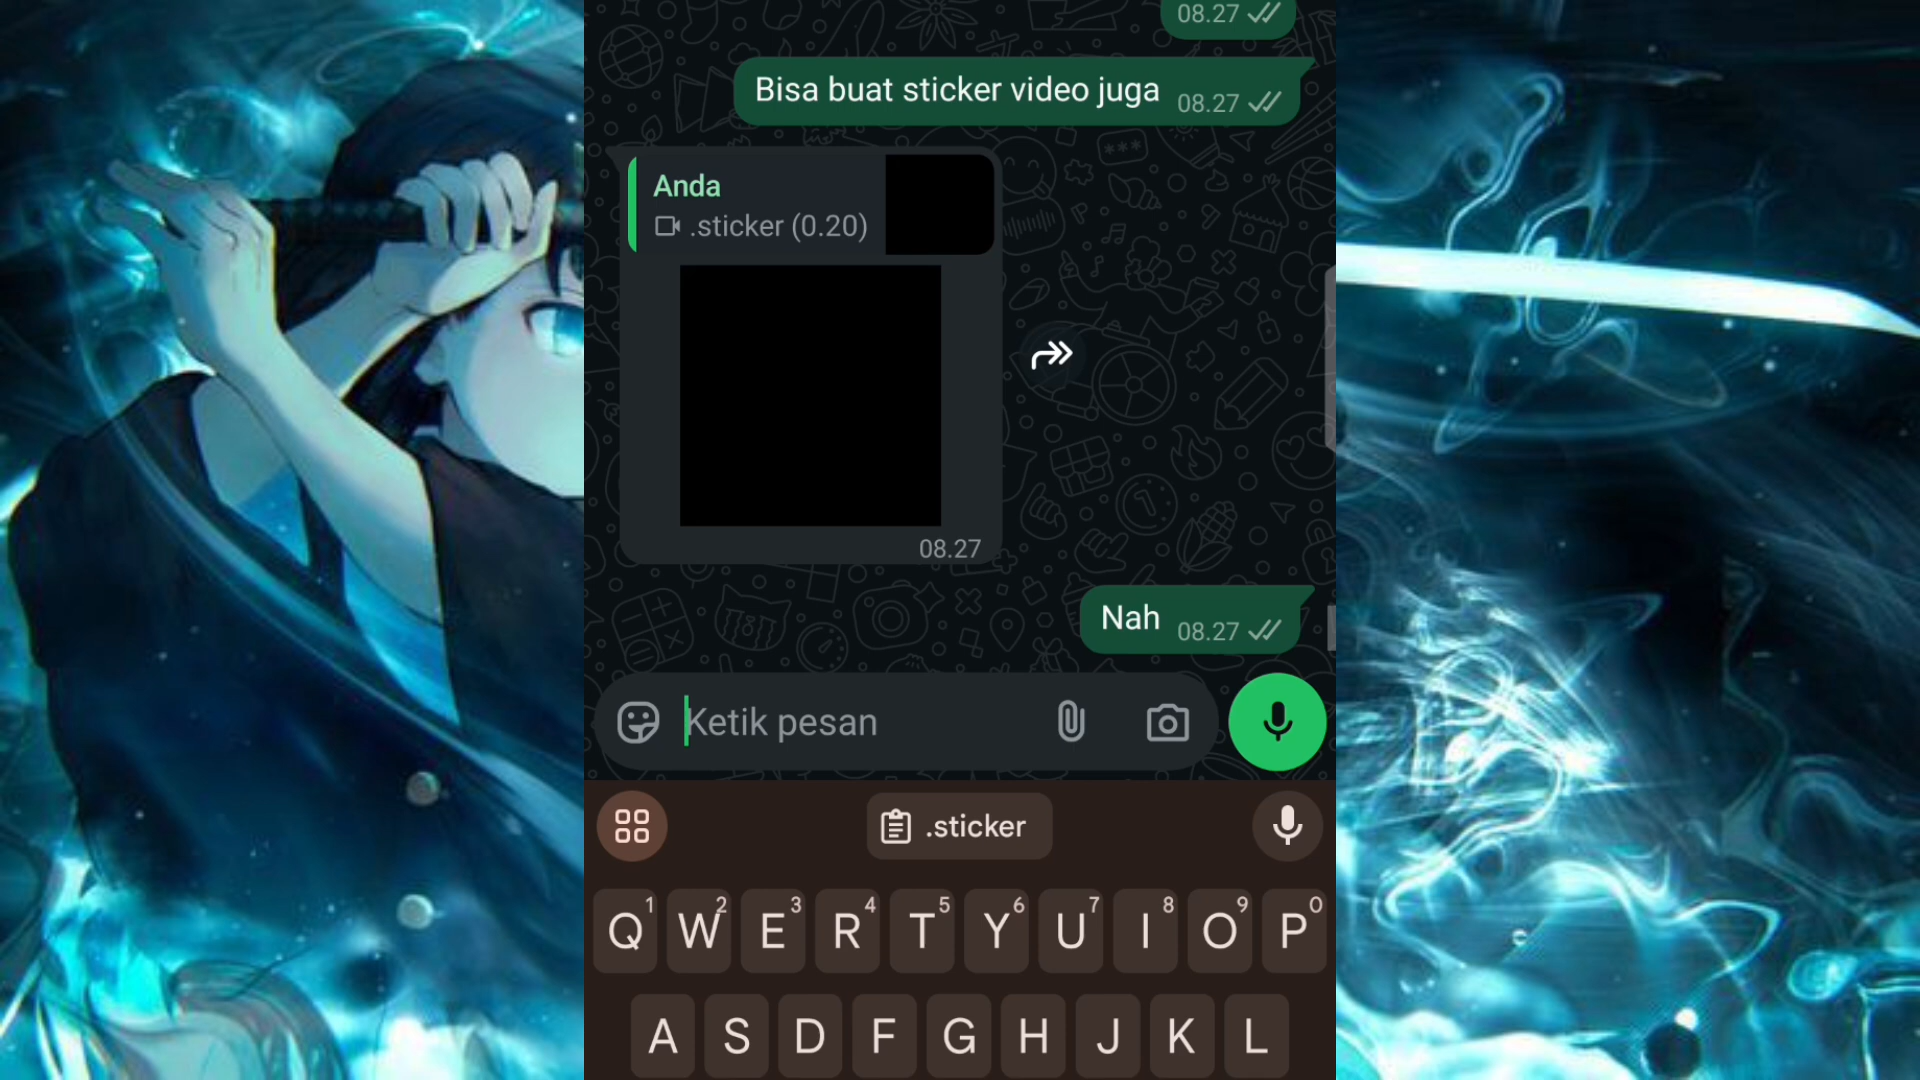 08.27
Bisa buat sticker video juga 08.27
Anda
.sticker (0.20)
08.27
Nah 08.27
Ketik pesan
.sticker
Q1 W2 E3 R4 T5 Y6 U7 I8 O9 P0
A S D F G H J K L